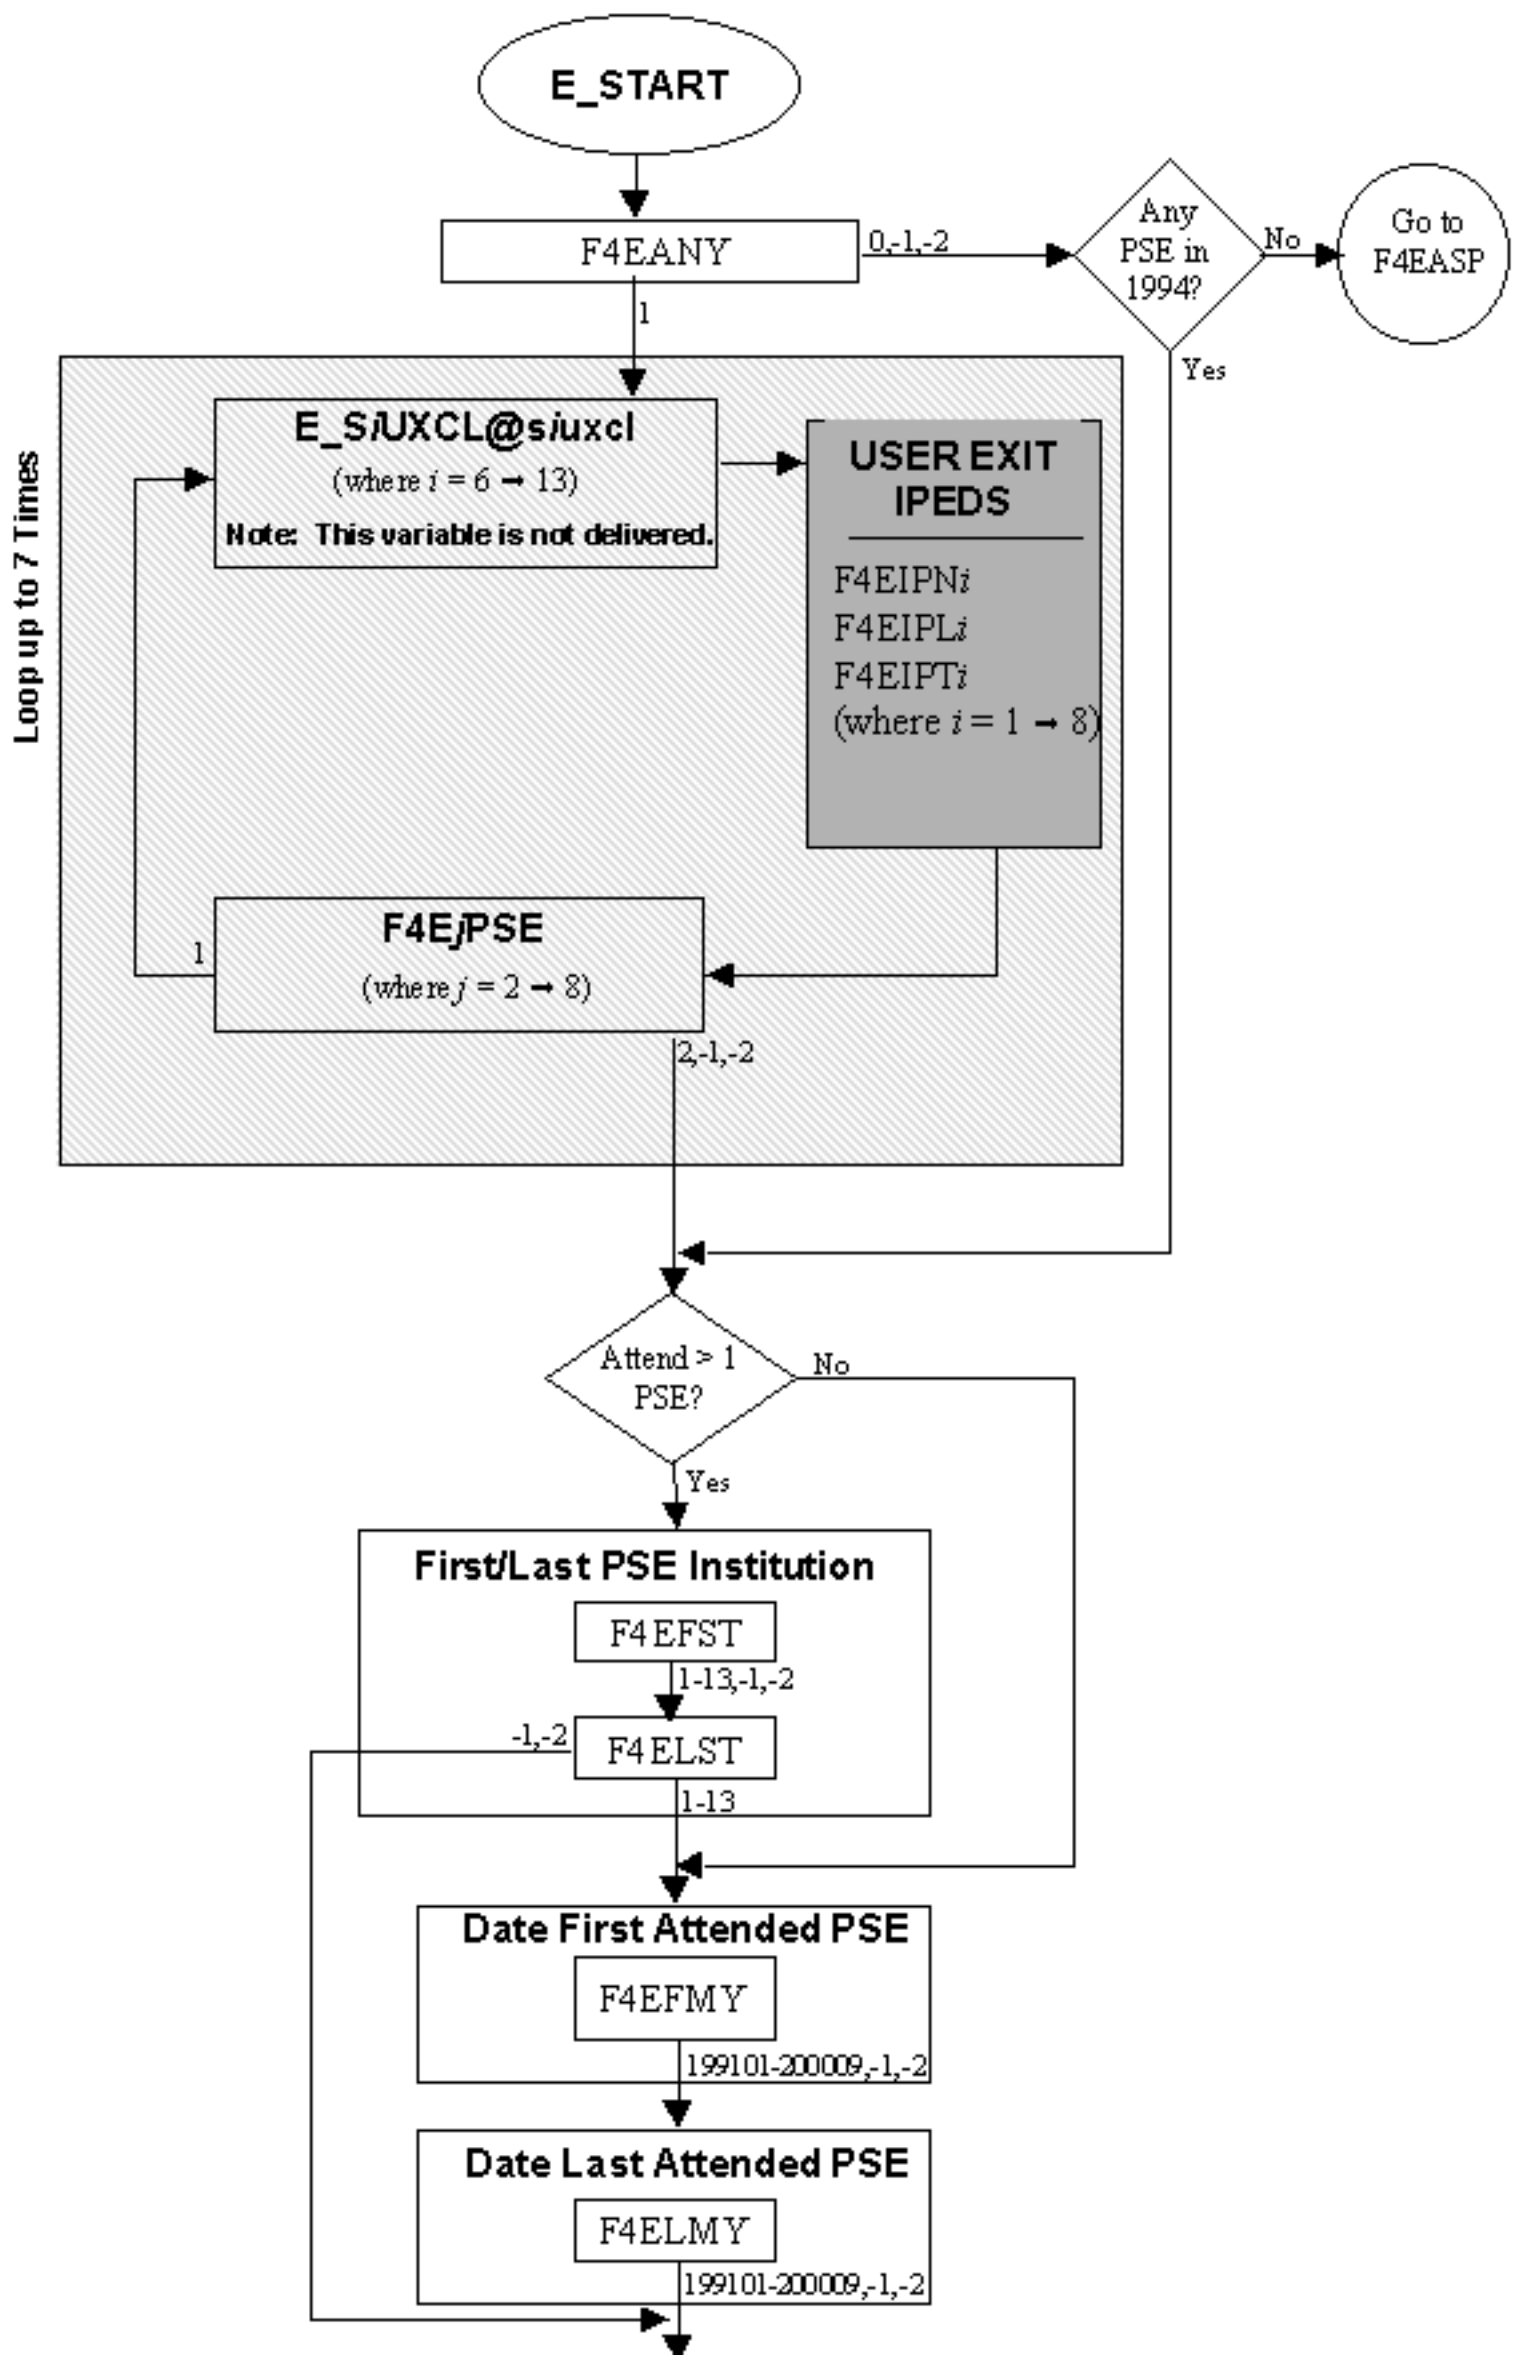 E_START
F4EANY
0,-1,-2
Any
PSE in
1994?
No
Go to
F4EASP
1
Yes
Loop up to 7 Times
E_SiUXCL@siuxcl
(where i = 6 → 13)
Note: This variable is not delivered.
USER EXIT
IPEDS
F4EIPNi
F4EIPLi
F4EIPTi
(where i = 1 → 8)
F4EjPSE
(where j = 2 → 8)
1
2,-1,-2
Attend > 1
PSE?
No
Yes
First/Last PSE Institution
F4EFST
1-13,-1,-2
-1,-2
F4ELST
1-13
Date First Attended PSE
F4EFMY
199101-200009,-1,-2
Date Last Attended PSE
F4ELMY
199101-200009,-1,-2